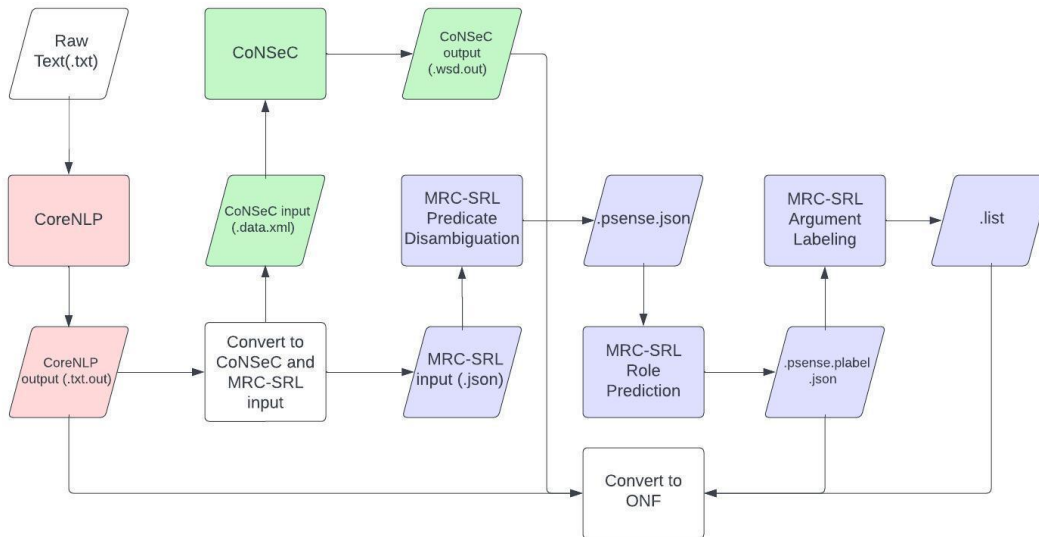 Raw
Text(.txt)
CoNSeC
CoNSeC
output
(.wsd.out)
CoreNLP
CoNSeC input
(.data.xml)
MRC-SRL
Predicate
Disambiguation
.psense.json
MRC-SRL
Argument
Labeling
.list
CoreNLP
output (.txt.out)
Convert to
CoNSeC and
MRC-SRL
input
MRC-SRL
input (.json)
MRC-SRL
Role
Prediction
.psense.plabel
.json
Convert to
ONF